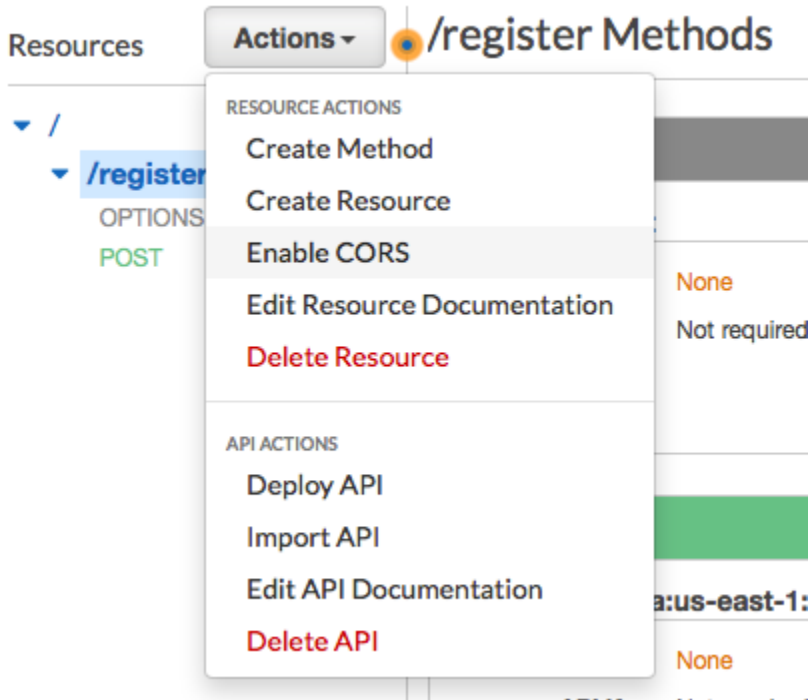 Resources
Actions
/register Methods
/
/register
OPTIONS
POST
RESOURCE ACTIONS
Create Method
Create Resource
Enable CORS
Edit Resource Documentation
Delete Resource
API ACTIONS
Deploy API
Import API
Edit API Documentation
Delete API
None
Not required
a:us-east-1:
None